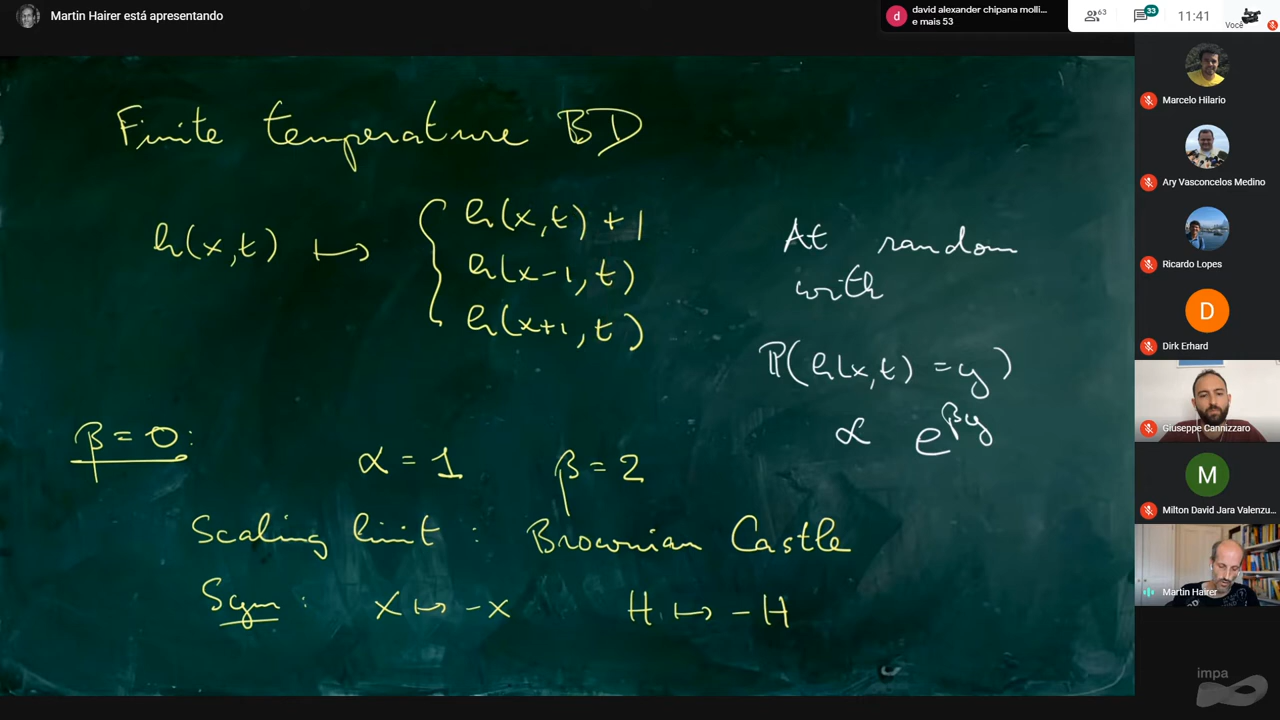 Martin Hairer está apresentando
david alexander chipana molli...
e mais 53
63
33
11:41
Você
Finite temperature BD
h(x,t) ↦ { h(x,t) + 1
h(x-1, t)
h(x+1, t)
At random
with
ℙ(h(x,t) = y)
∝ e^{βy}
β = 0:
α = 1 β = 2
Scaling limit : Brownian Castle
Sym : x ↦ -x H ↦ -H
Marcelo Hilario
Ary Vasconcelos Medino
Ricardo Lopes
D
Dirk Erhard
Giuseppe Cannizzaro
M
Milton David Jara Valenzu...
Martin Hairer
impa